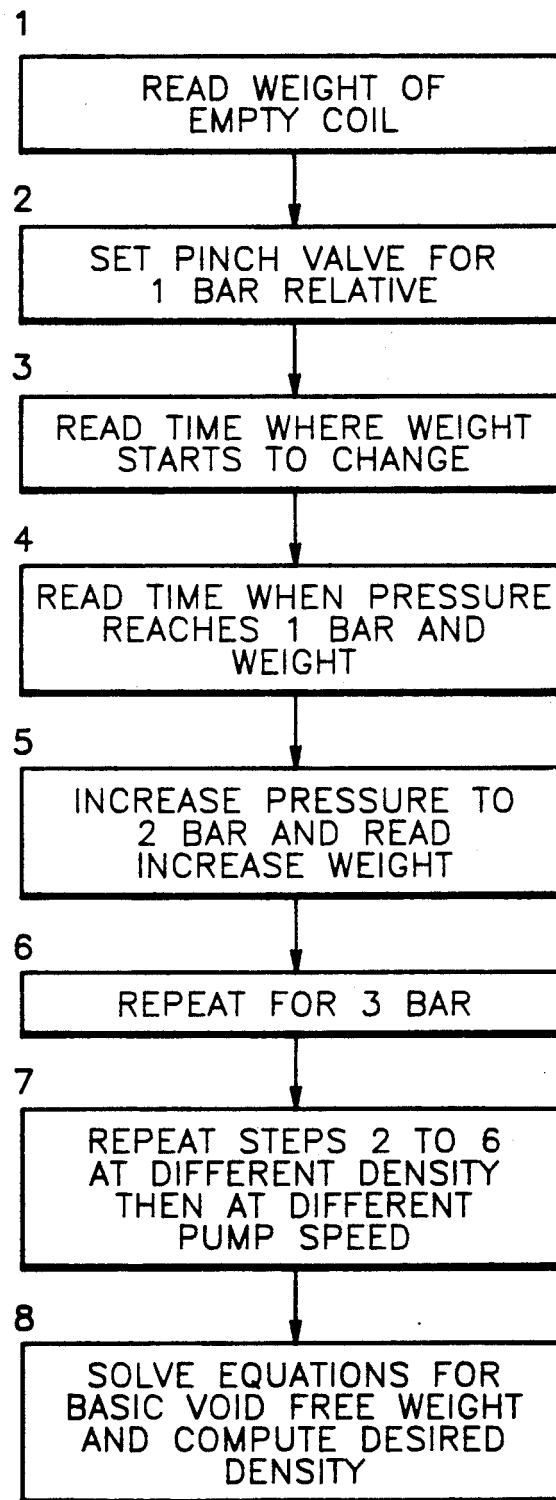 1
READ WEIGHT OF
EMPTY COIL
2
SET PINCH VALVE FOR
1 BAR RELATIVE
3
READ TIME WHERE WEIGHT
STARTS TO CHANGE
4
READ TIME WHEN PRESSURE
REACHES 1 BAR AND
WEIGHT
5
INCREASE PRESSURE TO
2 BAR AND READ
INCREASE WEIGHT
6
REPEAT FOR 3 BAR
7
REPEAT STEPS 2 TO 6
AT DIFFERENT DENSITY
THEN AT DIFFERENT
PUMP SPEED
8
SOLVE EQUATIONS FOR
BASIC VOID FREE WEIGHT
AND COMPUTE DESIRED
DENSITY